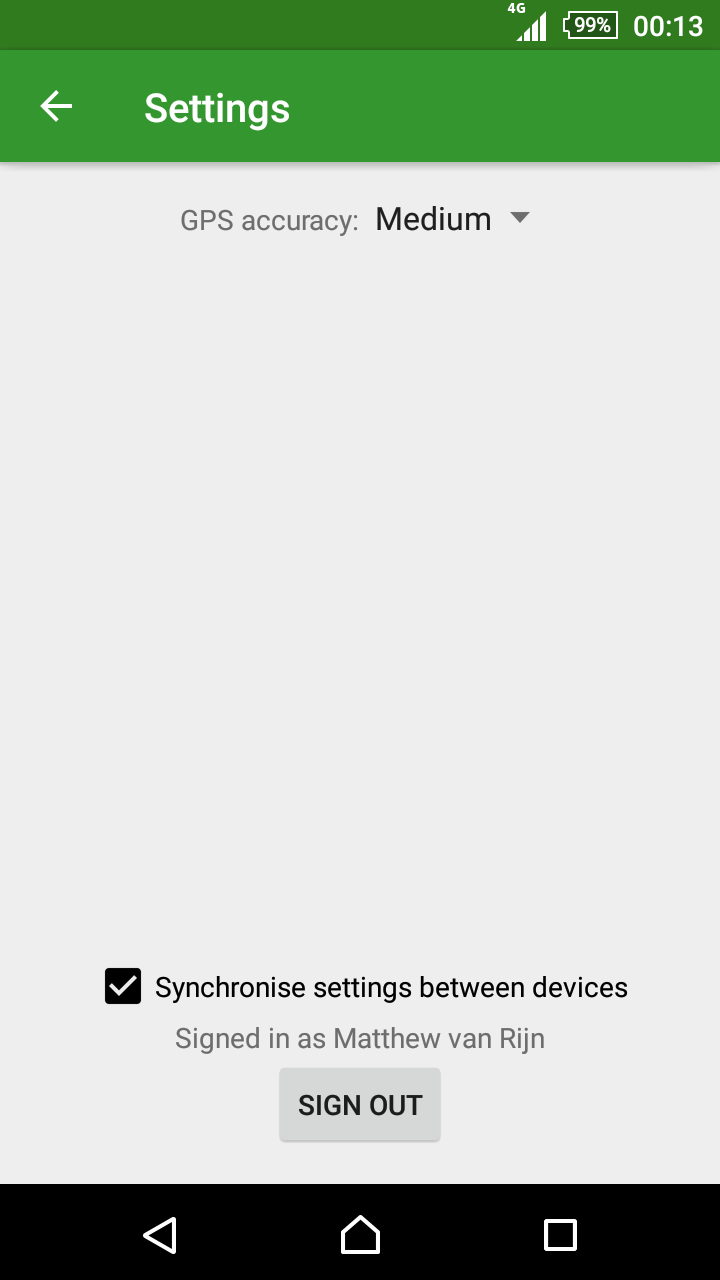 4G 99% 00:13
Settings
GPS accuracy: Medium
Synchronise settings between devices
Signed in as Matthew van Rijn
SIGN OUT